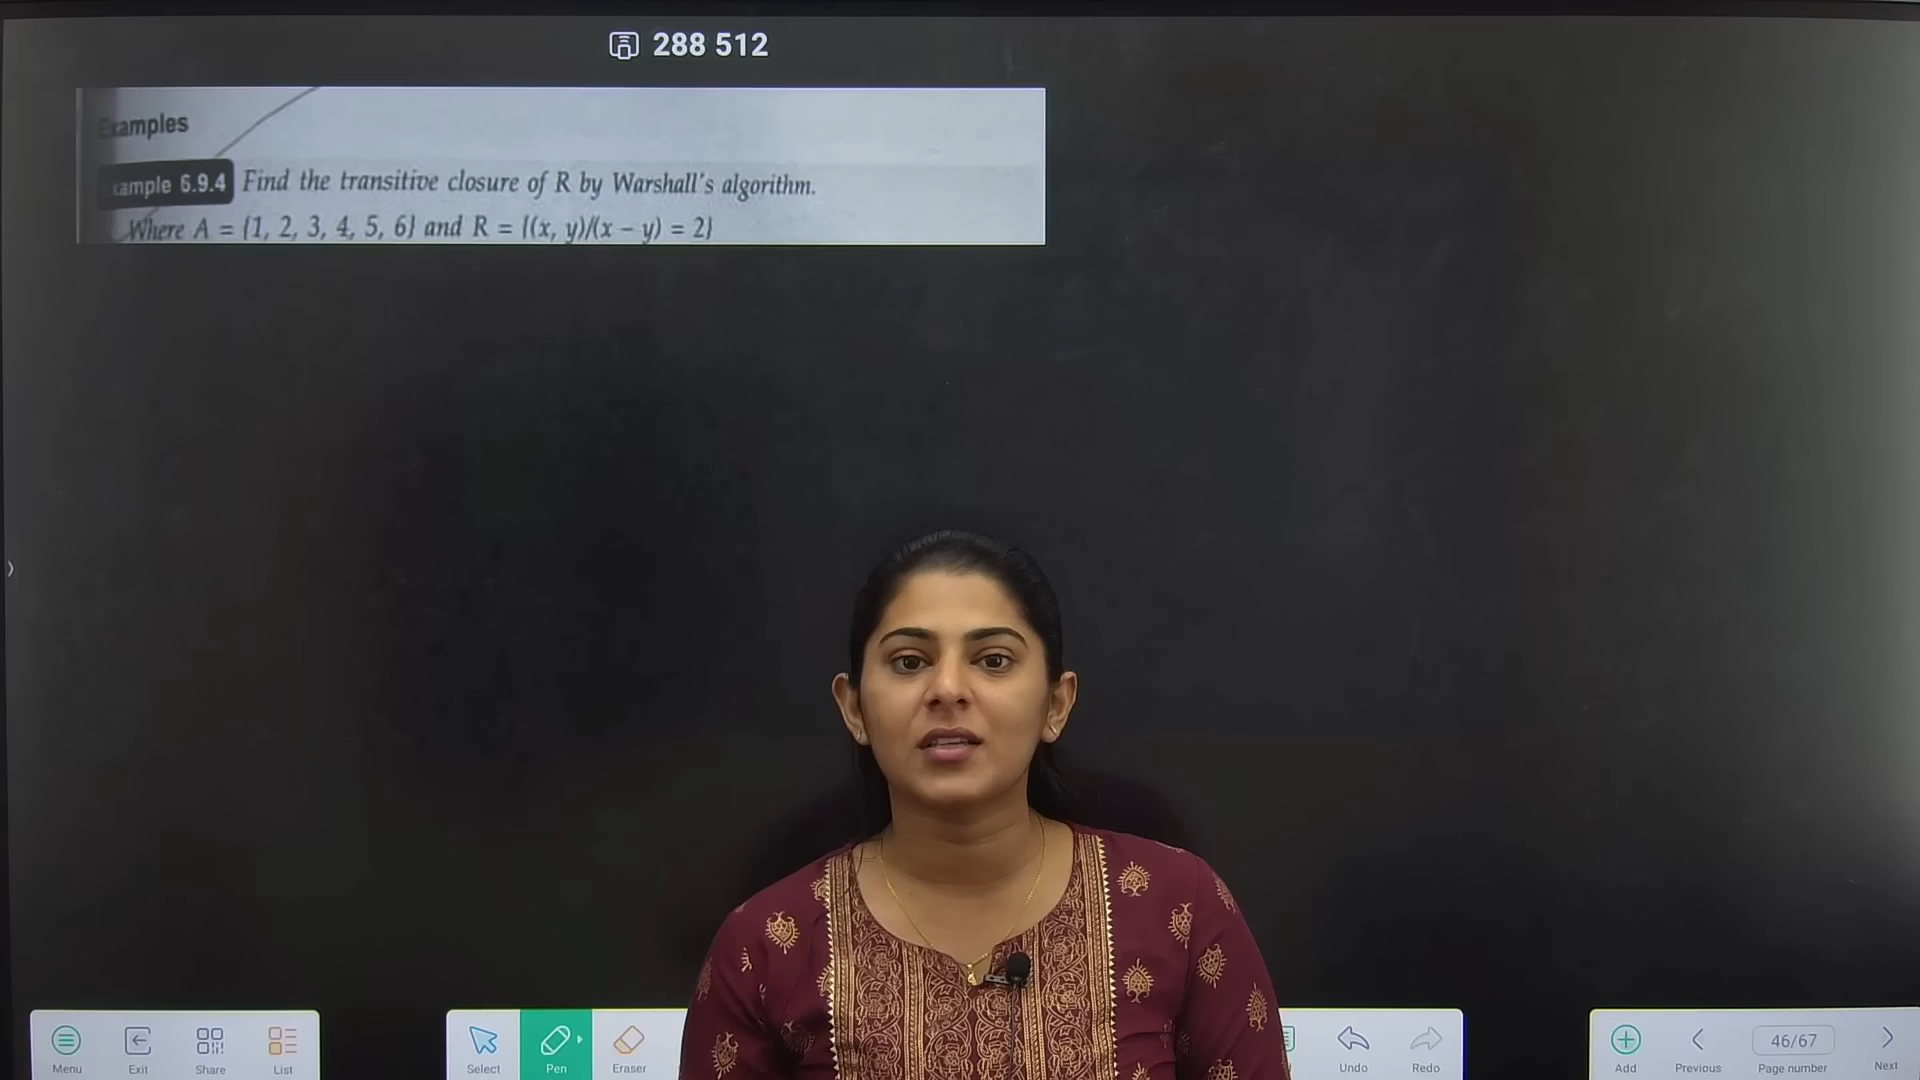 288 512
Examples
Example 6.9.4 Find the transitive closure of R by Warshall's algorithm.
Where A = {1, 2, 3, 4, 5, 6} and R = {(x, y)/(x – y) = 2}
Menu Exit Share List Select Pen Eraser Undo Redo Add Previous 46/67 Page number Next